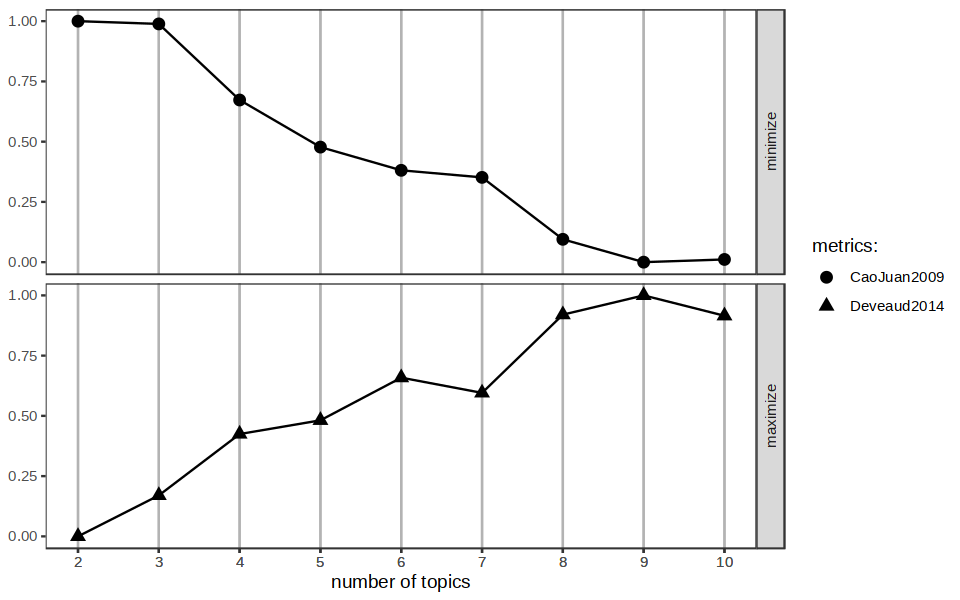 1.00
0.75
0.50
0.25
0.00
minimize
1.00
0.75
0.50
0.25
0.00
maximize
2 3 4 5 6 7 8 9 10
number of topics
metrics:
CaoJuan2009
Deveaud2014